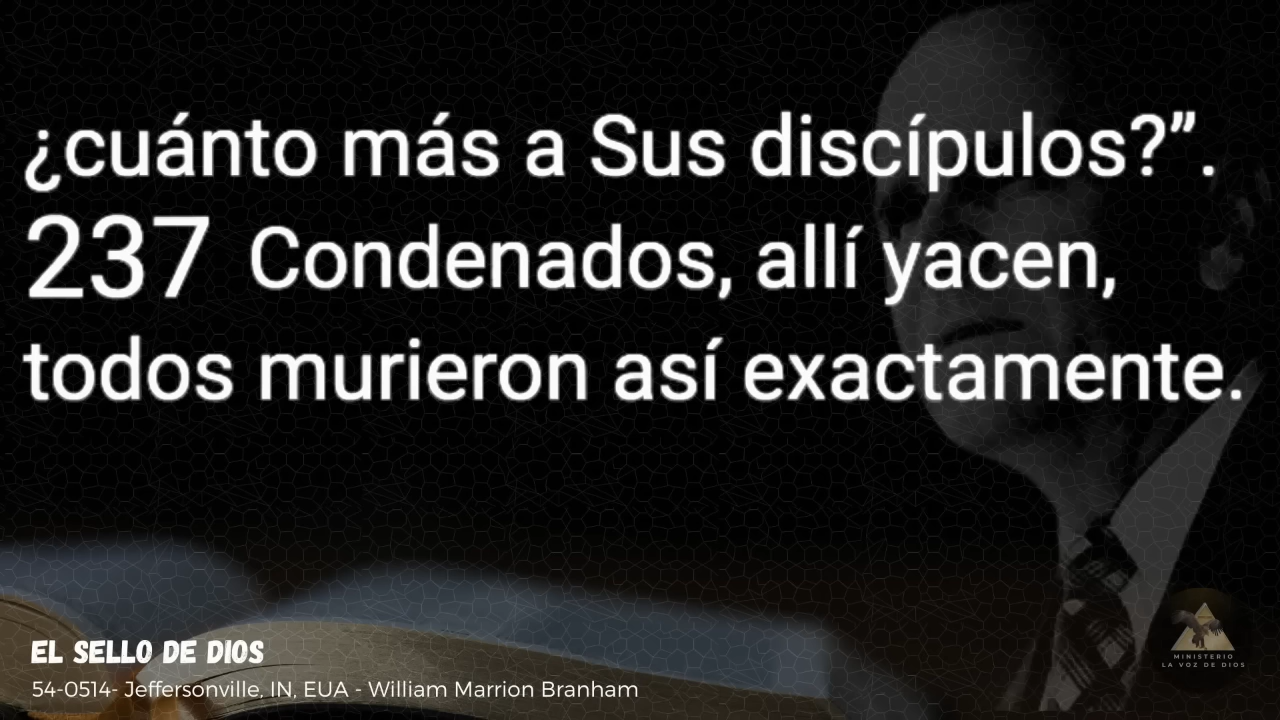 ¿cuánto más a Sus discípulos?”.
237 Condenados, allí yacen,
todos murieron así exactamente.
EL SELLO DE DIOS
54-0514- Jeffersonville, IN, EUA - William Marrion Branham
MINISTERIO
LA VOZ DE DIOS